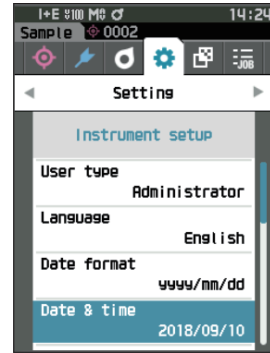 I+E M 14:24
Sample 0002
JOB
Setting
Instrument setup
User type
Administrator
Language
English
Date format
yyyy/mm/dd
Date & time
2018/09/10